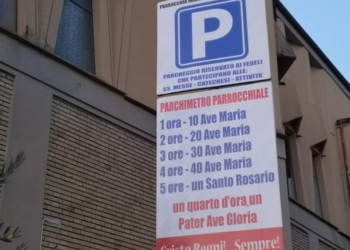 PARROCCHIA
P
PARCHEGGIO RISERVATO AI FEDELI
CHE PARTECIPANO ALLE:
SS. MESSE - CATECHESI - ATTIVITA'
PARCHIMETRO PARROCCHIALE
1 ora - 10 Ave Maria
2 ore - 20 Ave Maria
3 ore - 30 Ave Maria
4 ore - 40 Ave Maria
5 ore - un Santo Rosario
un quarto d'ora,un
Pater Ave Gloria
Cristo Regni! Sempre!